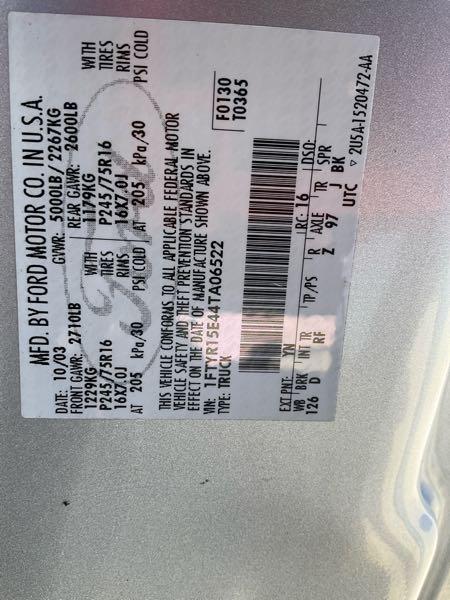 MFD. BY FORD MOTOR CO. IN U.S.A.
DATE: 10/03 GVWR: 5000LB/ 2267KG
FRONT GAWR: 2710LB REAR GAWR: 2600LB
1229KG WITH 1179KG WITH
P245/75R16 TIRES P245/75R16 TIRES
16X7.0J RIMS 16X7.0J RIMS
AT 205 kPa/30 PSI COLD AT 205 kPa/30 PSI COLD
Ford
THIS VEHICLE CONFORMS TO ALL APPLICABLE FEDERAL MOTOR
VEHICLE SAFETY AND THEFT PREVENTION STANDARDS IN
EFFECT ON THE DATE OF MANUFACTURE SHOWN ABOVE.
VIN: 1FTYR15E44TA06522
TYPE: TRUCK
F0130
T0365
EXT PNT: YN RC: 16 DSO:
WB BRK INT TR TP/PS R AXLE TR SPR
126 D RF Z 97 J BK
UTC
▽ 2U5A-1520472-AA